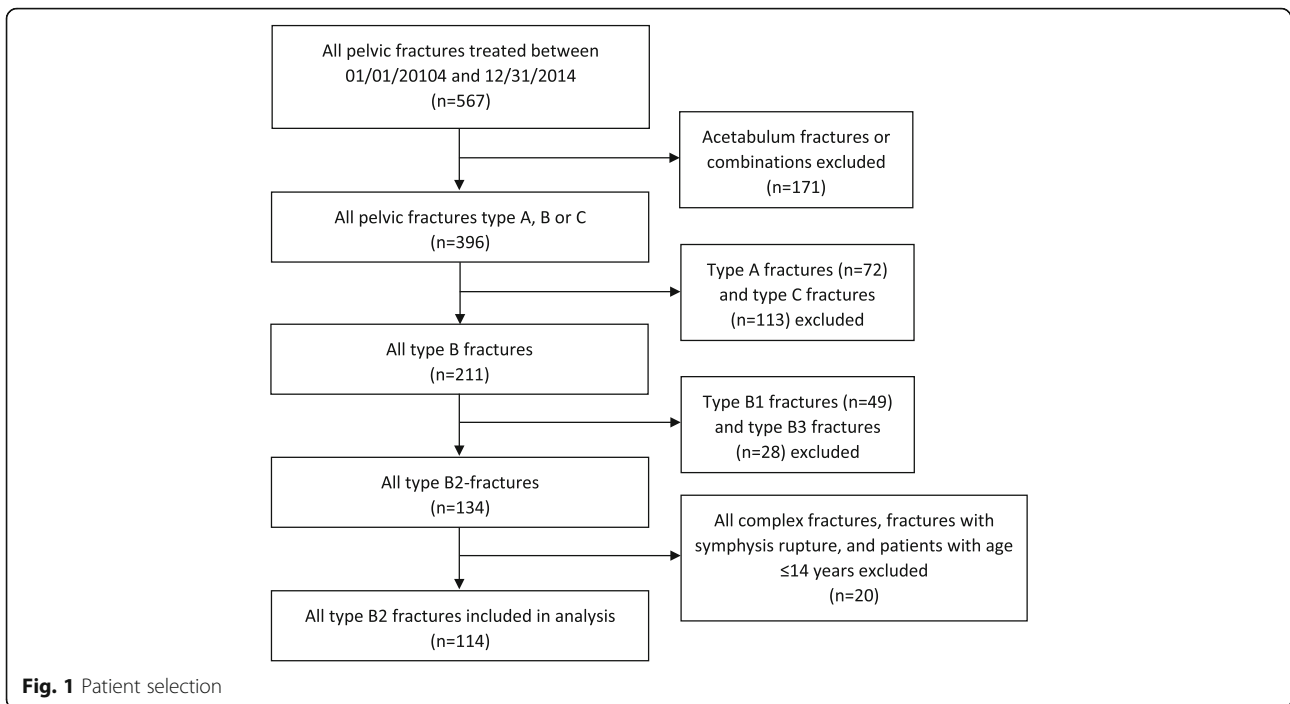 All pelvic fractures treated between
01/01/20104 and 12/31/2014
(n=567)
Acetabulum fractures or
combinations excluded
(n=171)
All pelvic fractures type A, B or C
(n=396)
Type A fractures (n=72)
and type C fractures
(n=113) excluded
All type B fractures
(n=211)
Type B1 fractures (n=49)
and type B3 fractures
(n=28) excluded
All type B2-fractures
(n=134)
All complex fractures, fractures with
symphysis rupture, and patients with age
≤14 years excluded
(n=20)
All type B2 fractures included in analysis
(n=114)
Fig. 1 Patient selection